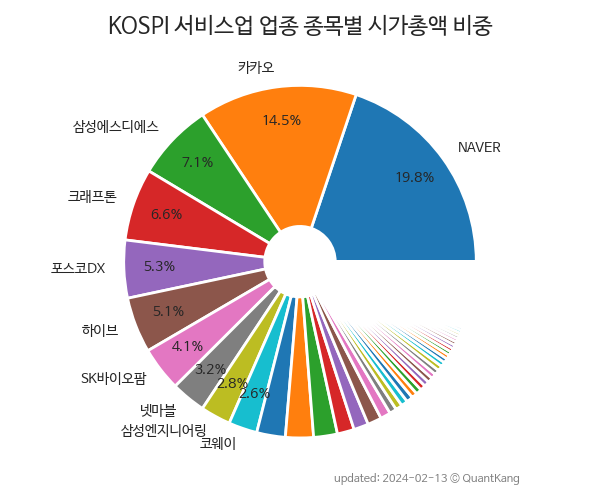 KOSPI 서비스업 업종 종목별 시가총액 비중
카카오
14.5%
NAVER
19.8%
삼성에스디에스
7.1%
크래프톤
6.6%
포스코DX
5.3%
하이브
5.1%
SK바이오팜
4.1%
넷마블
3.2%
삼성엔지니어링
2.8%
코웨이
2.6%
updated: 2024-02-13 © QuantKang